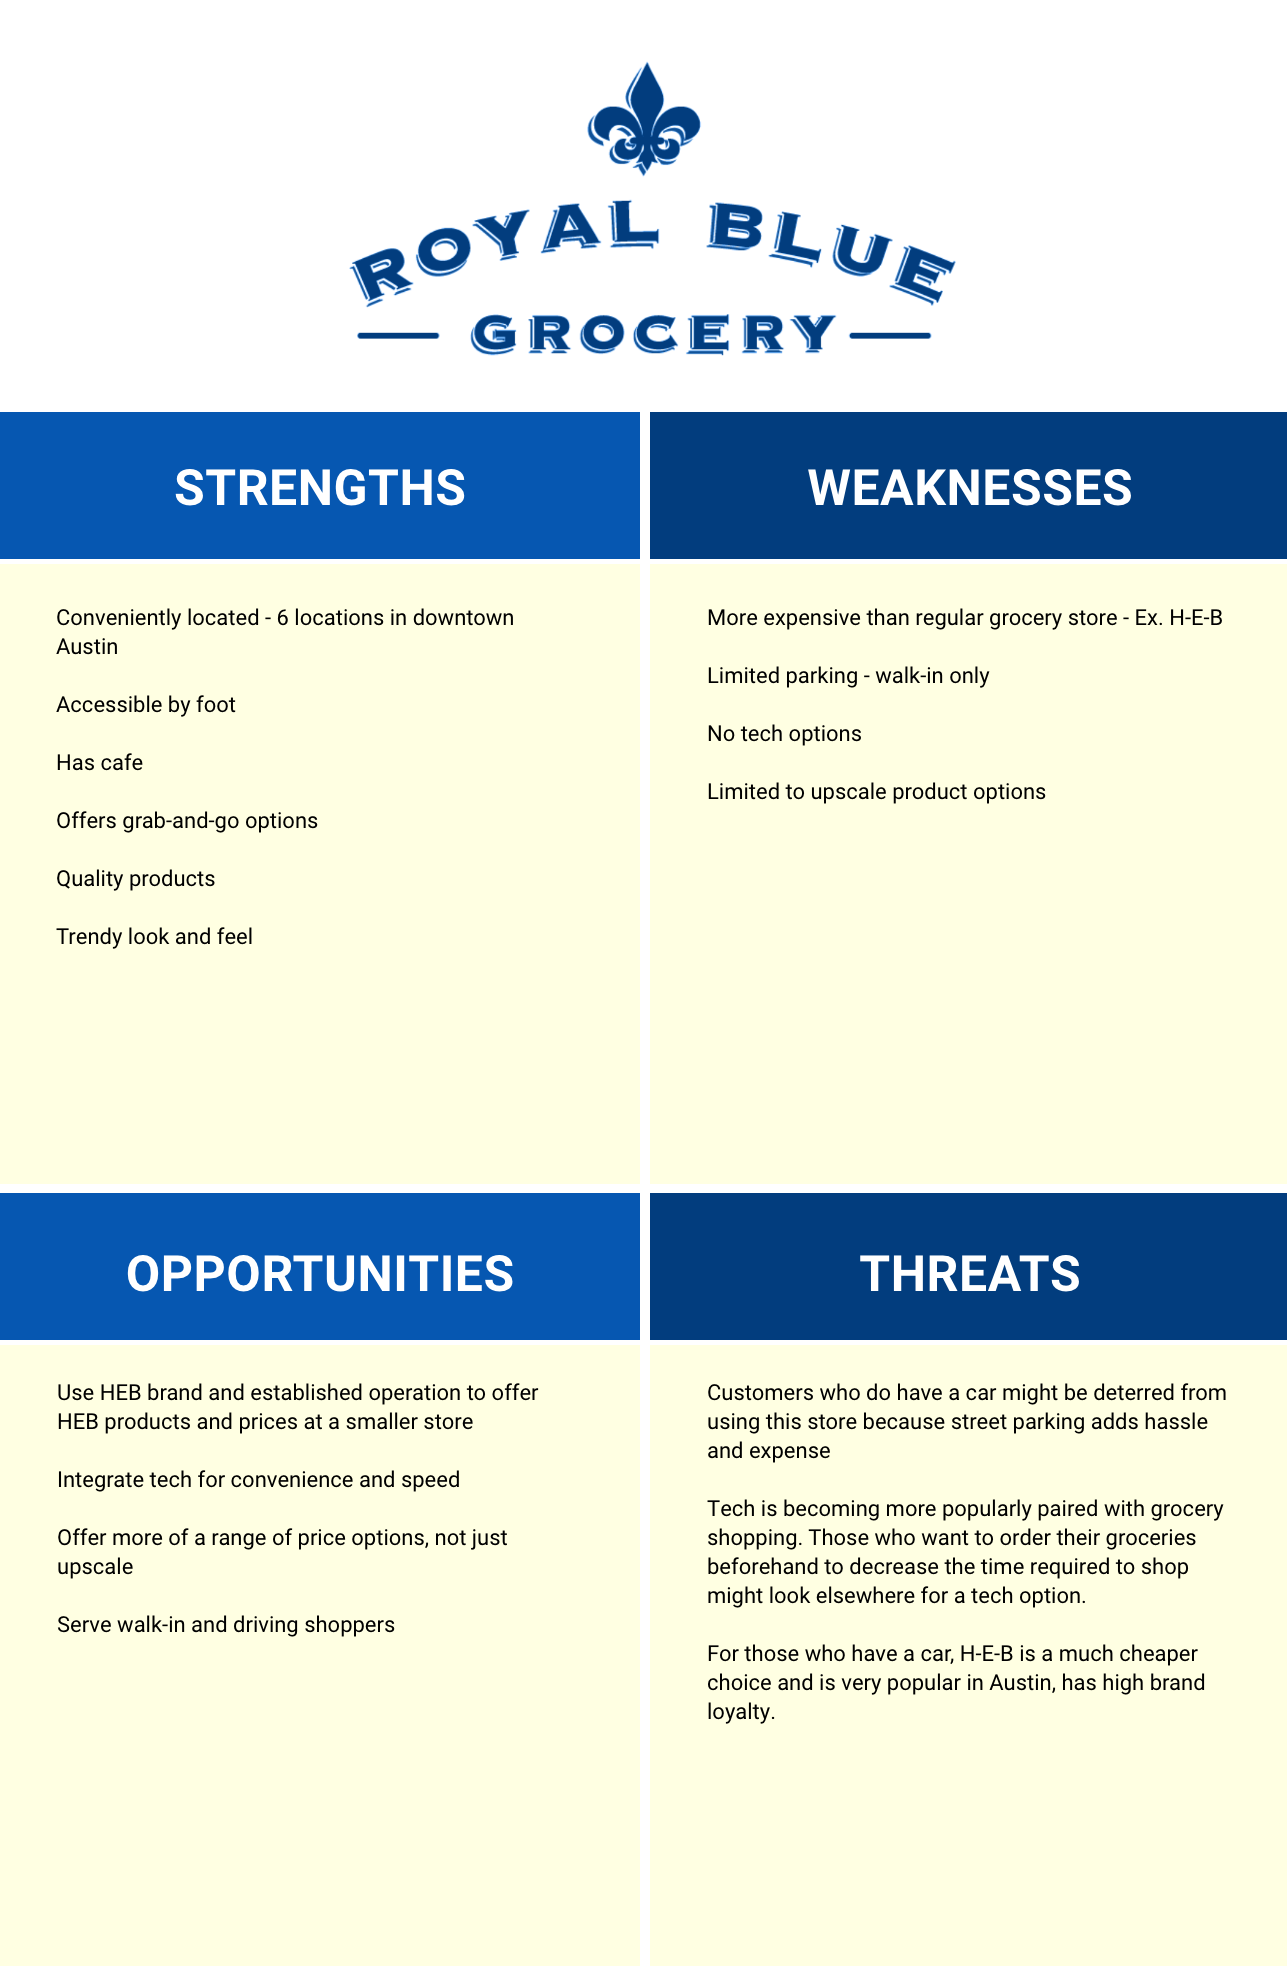 ROYAL BLUE
GROCERY
STRENGTHS
Conveniently located - 6 locations in downtown
Austin
Accessible by foot
Has cafe
Offers grab-and-go options
Quality products
Trendy look and feel
WEAKNESSES
More expensive than regular grocery store - Ex. H-E-B
Limited parking - walk-in only
No tech options
Limited to upscale product options
OPPORTUNITIES
Use HEB brand and established operation to offer
HEB products and prices at a smaller store
Integrate tech for convenience and speed
Offer more of a range of price options, not just
upscale
Serve walk-in and driving shoppers
THREATS
Customers who do have a car might be deterred from
using this store because street parking adds hassle
and expense
Tech is becoming more popularly paired with grocery
shopping. Those who want to order their groceries
beforehand to decrease the time required to shop
might look elsewhere for a tech option.
For those who have a car, H-E-B is a much cheaper
choice and is very popular in Austin, has high brand
loyalty.